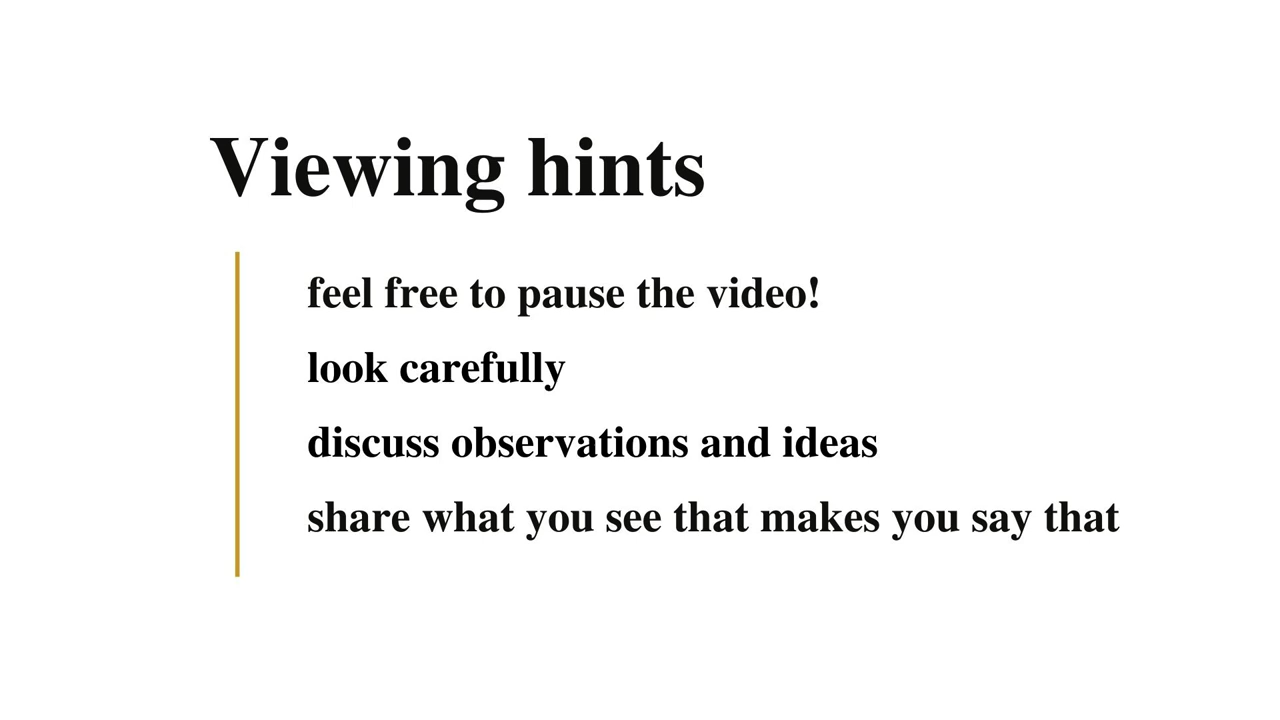 Viewing hints
feel free to pause the video!
look carefully
discuss observations and ideas
share what you see that makes you say that